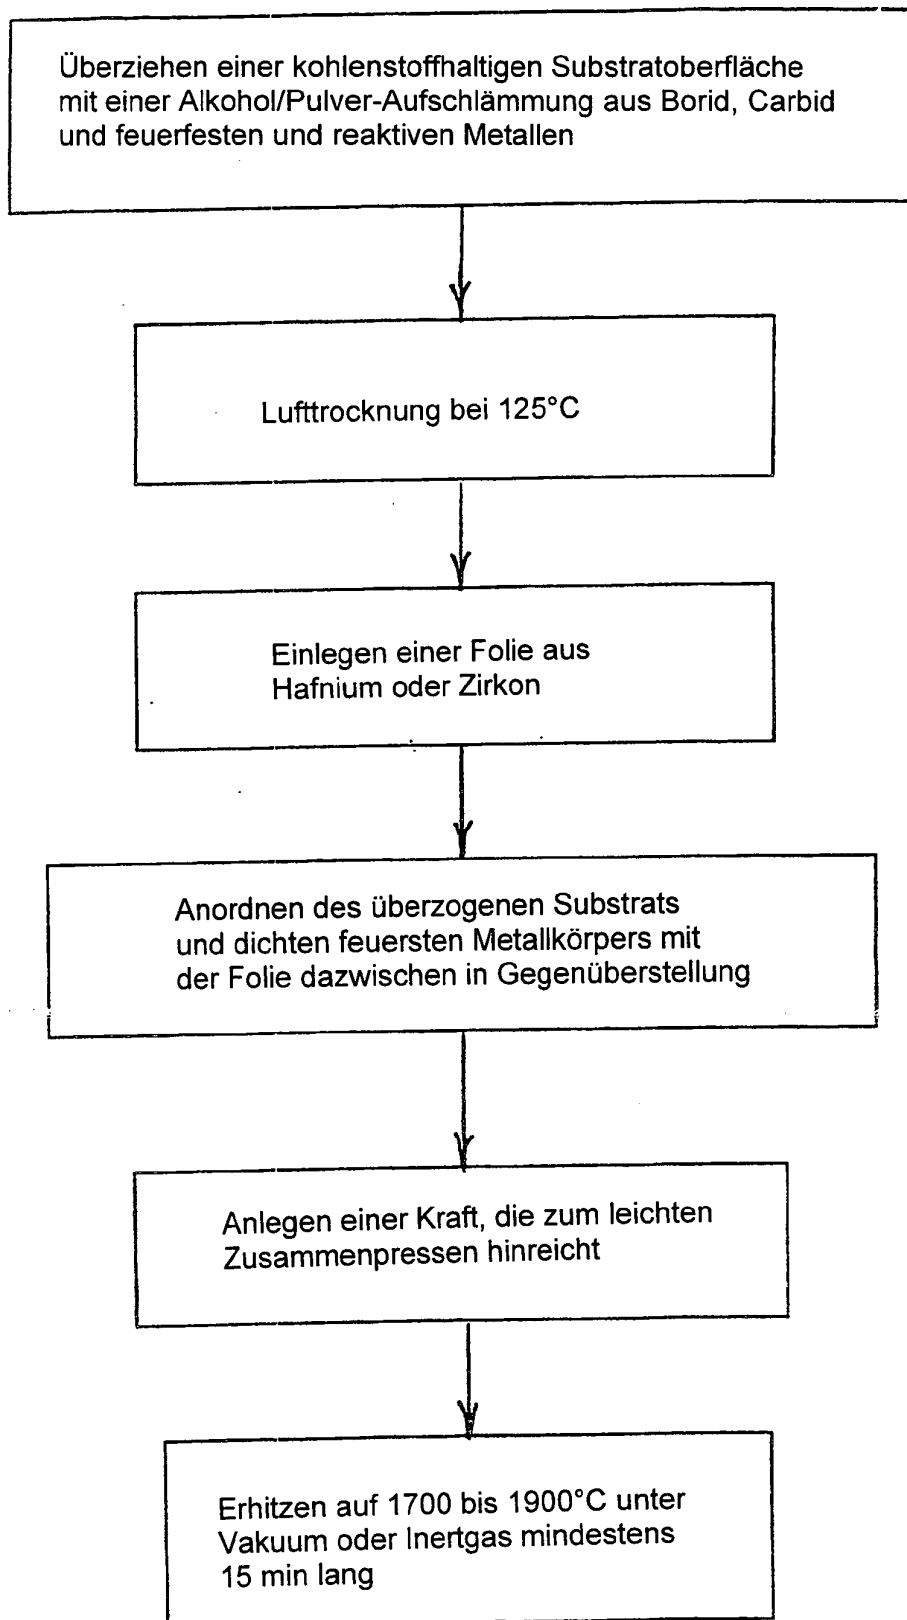 Überziehen einer kohlenstoffhaltigen Substratoberfläche
mit einer Alkohol/Pulver-Aufschlämmung aus Borid, Carbid
und feuerfesten und reaktiven Metallen
Lufttrocknung bei 125°C
Einlegen einer Folie aus
Hafnium oder Zirkon
Anordnen des überzogenen Substrats
und dichten feuersten Metallkörpers mit
der Folie dazwischen in Gegenüberstellung
Anlegen einer Kraft, die zum leichten
Zusammenpressen hinreicht
Erhitzen auf 1700 bis 1900°C unter
Vakuum oder Inertgas mindestens
15 min lang